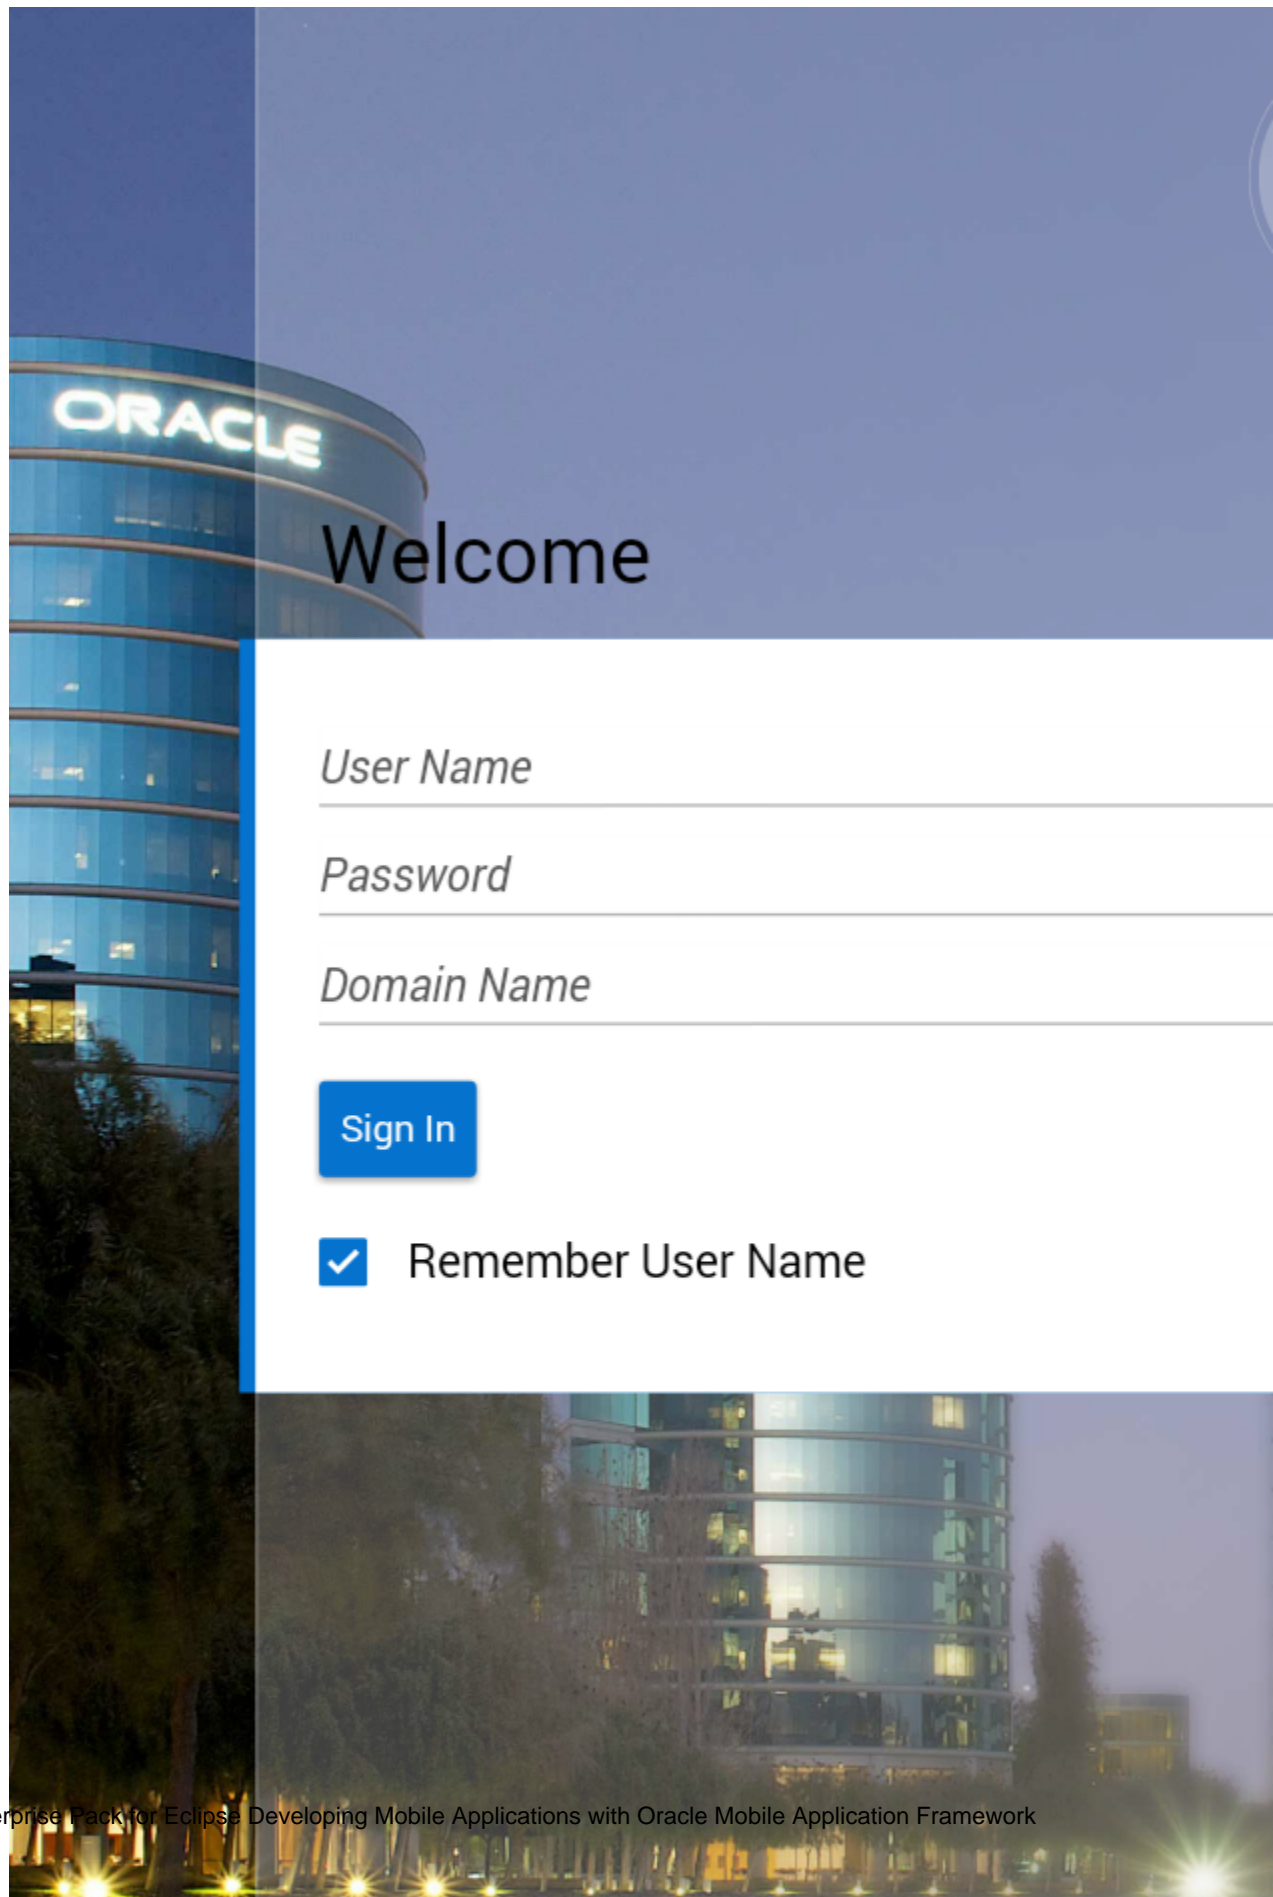 ORACLE
Welcome
User Name
Password
Domain Name
Sign In
Remember User Name
Pack for Eclipse Developing Mobile Applications with Oracle Mobile Application Framework